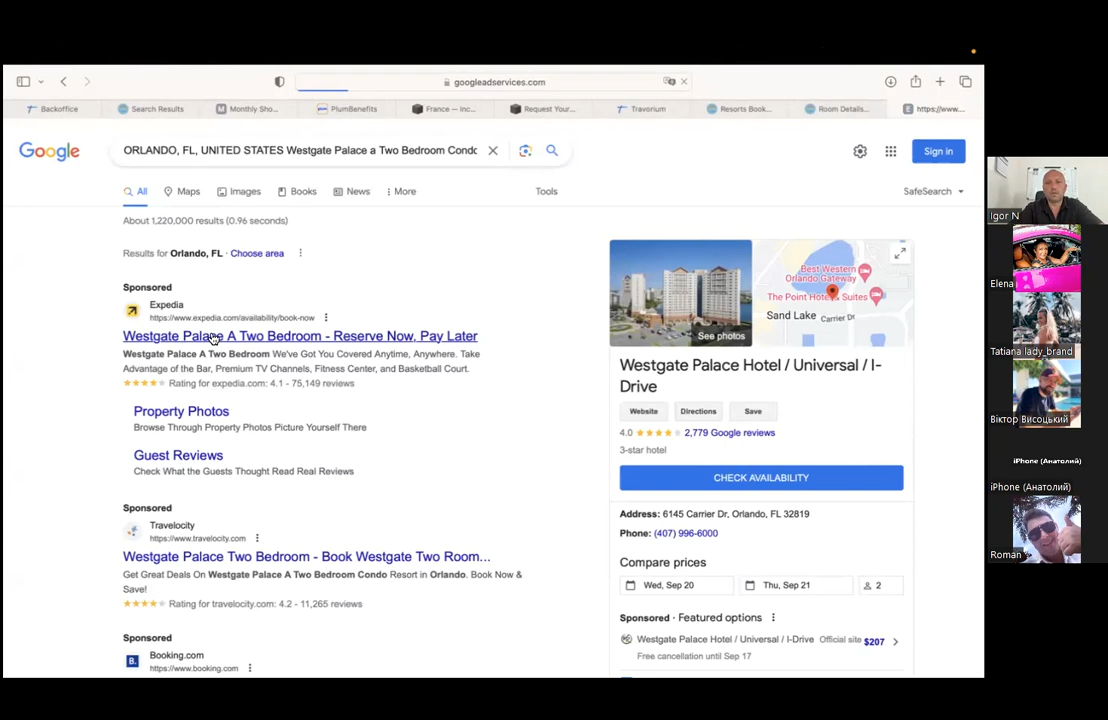 googleadservices.com
Backoffice
Search Results
Monthly Sho...
PlumBenefits
France — Inc...
Request Your...
Travorium
Resorts Book...
Room Details...
https://www...
Google
ORLANDO, FL, UNITED STATES Westgate Palace a Two Bedroom Condo
Sign in
All
Maps
Images
Books
News
More
Tools
SafeSearch
About 1,220,000 results (0.96 seconds)
Results for Orlando, FL · Choose area
Sponsored
Expedia
https://www.expedia.com/availability/book-now
Westgate Palace A Two Bedroom - Reserve Now, Pay Later
Westgate Palace A Two Bedroom We've Got You Covered Anytime, Anywhere. Take
Advantage of the Bar, Premium TV Channels, Fitness Center, and Basketball Court.
Rating for expedia.com: 4.1 - 75,149 reviews
Property Photos
Browse Through Property Photos Picture Yourself There
Guest Reviews
Check What the Guests Thought Read Real Reviews
Sponsored
Travelocity
https://www.travelocity.com
Westgate Palace Two Bedroom - Book Westgate Two Room...
Get Great Deals On Westgate Palace A Two Bedroom Condo Resort in Orlando. Book Now &
Save!
Rating for travelocity.com: 4.2 - 11,265 reviews
Sponsored
B.
Booking.com
https://www.booking.com
See photos
Best Western
Orlando Gateway
The Point Hotel & Suites
Sand Lake
Carrier Dr
Westgate Palace Hotel / Universal / I-
Drive
Website
Directions
Save
4.0
2,779 Google reviews
3-star hotel
CHECK AVAILABILITY
Address: 6145 Carrier Dr, Orlando, FL 32819
Phone: (407) 996-6000
Compare prices
Wed, Sep 20
Thu, Sep 21
2
Sponsored · Featured options
Westgate Palace Hotel / Universal / I-Drive Official site $207
Free cancellation until Sep 17
Igor N
Elena
Tatiana lady_brand
Віктор Висоцький
iPhone (Анатолий)
iPhone (Анатолий)
Roman